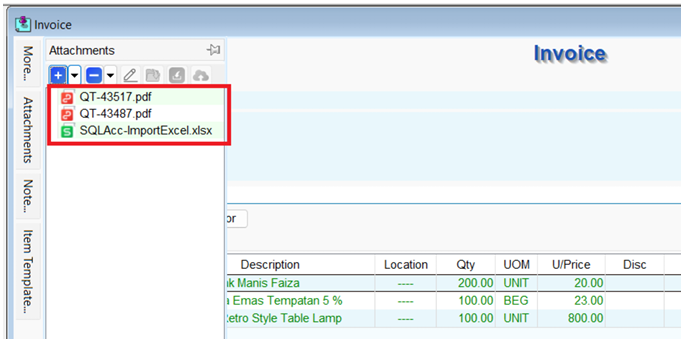 Invoice
More...
Attachments
Note...
Item Template...
Attachments
QT-43517.pdf
QT-43487.pdf
SQLAcc-ImportExcel.xlsx
Invoice
or
Description Location Qty UOM U/Price Disc
Manis Faiza ---- 200.00 UNIT 20.00
Emas Tempatan 5 % ---- 100.00 BEG 23.00
Retro Style Table Lamp ---- 100.00 UNIT 800.00